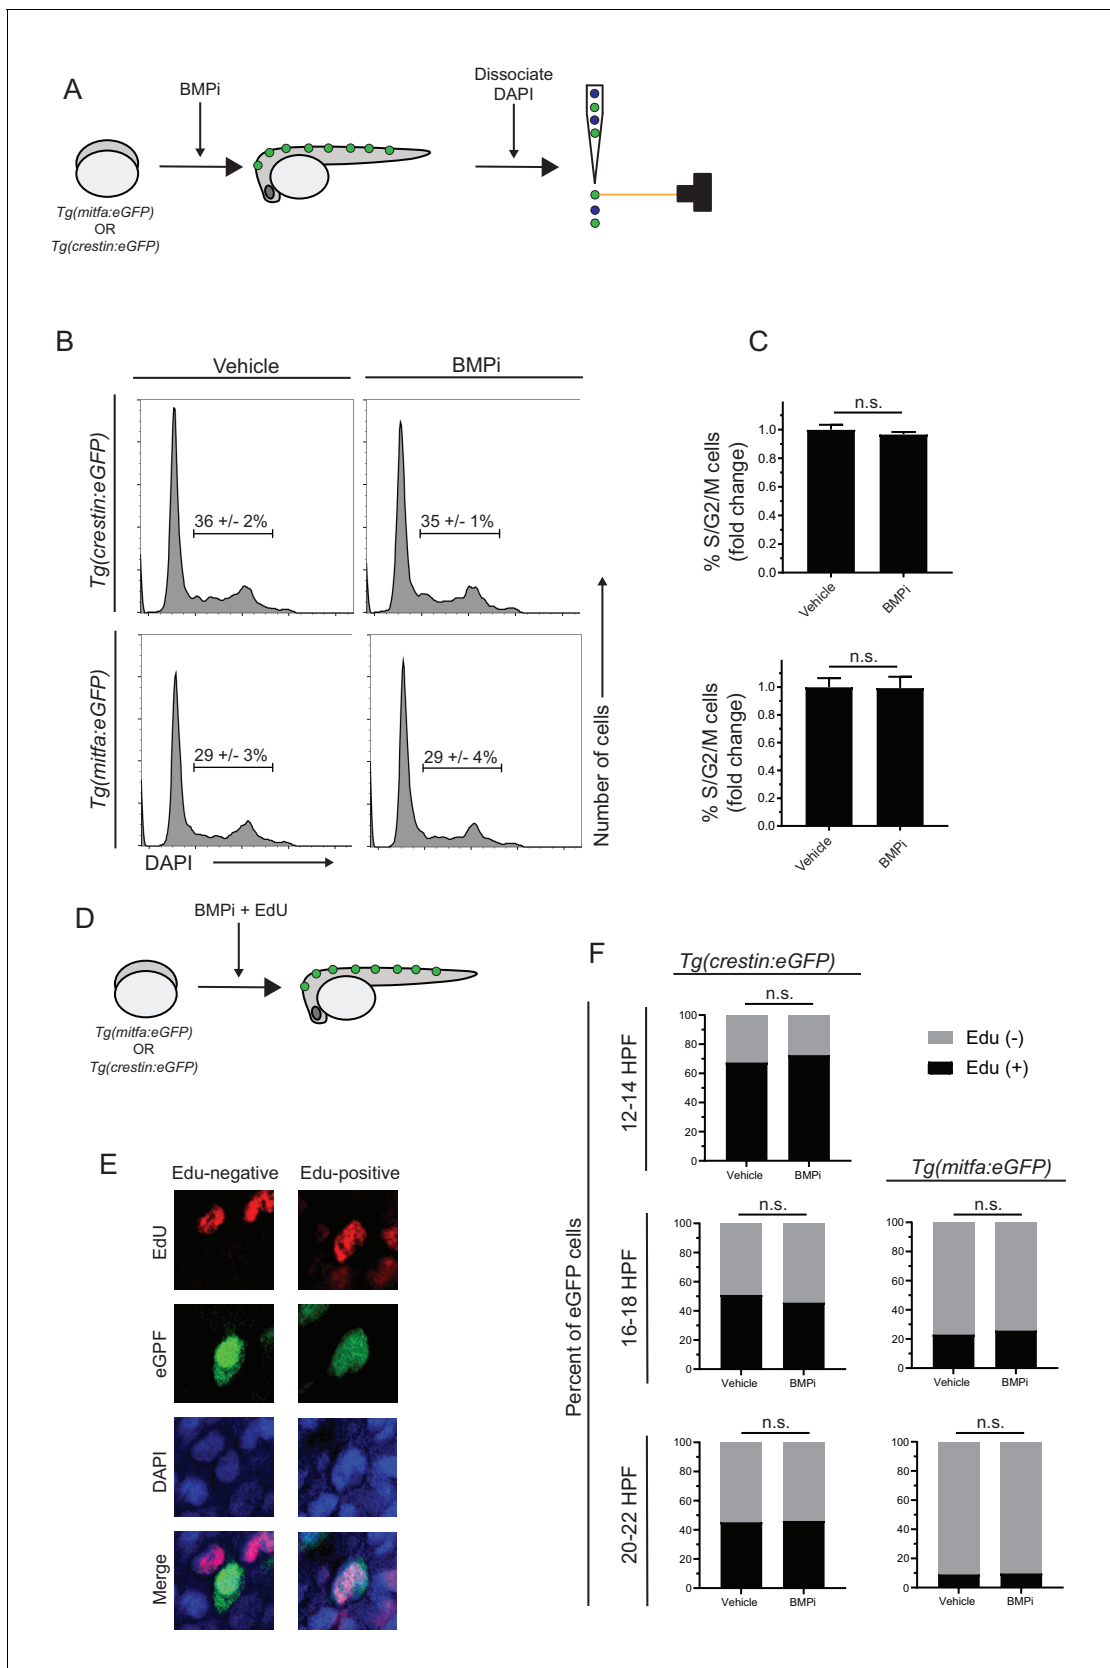 A
BMPi
Dissociate
DAPI
Tg(mitfa:eGFP)
OR
Tg(crestin:eGFP)
B
Vehicle
BMPi
Tg(crestin:eGFP)
36 +/- 2%
35 +/- 1%
Tg(mitfa:eGFP)
29 +/- 3%
29 +/- 4%
Number of cells
DAPI
C
n.s.
% S/G2/M cells
(fold change)
1.0
0.8
0.6
0.4
0.2
0.0
Vehicle
BMPi
n.s.
% S/G2/M cells
(fold change)
1.0
0.8
0.6
0.4
0.2
0.0
Vehicle
BMPi
D
BMPi + EdU
Tg(mitfa:eGFP)
OR
Tg(crestin:eGFP)
E
Edu-negative
Edu-positive
EdU
eGPF
DAPI
Merge
F
Tg(crestin:eGFP)
Percent of eGFP cells
12-14 HPF
n.s.
100
80
60
40
20
0
Vehicle
BMPi
Edu (-)
Edu (+)
Tg(mitfa:eGFP)
16-18 HPF
n.s.
100
80
60
40
20
0
Vehicle
BMPi
n.s.
100
80
60
40
20
0
Vehicle
BMPi
20-22 HPF
n.s.
100
80
60
40
20
0
Vehicle
BMPi
n.s.
100
80
60
40
20
0
Vehicle
BMPi